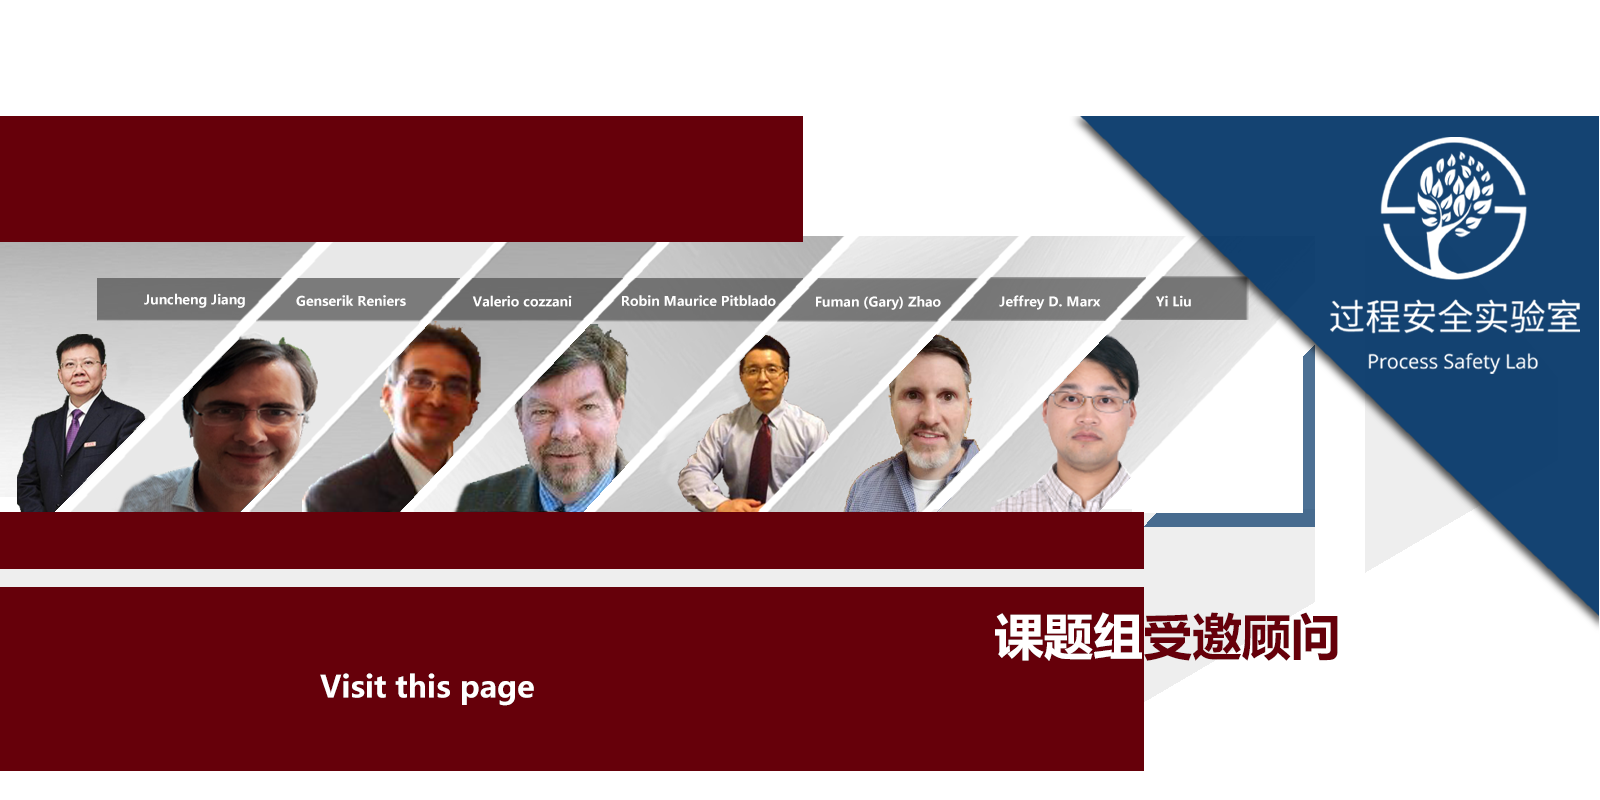 Juncheng Jiang
Genserik Reniers
Valerio cozzani
Robin Maurice Pitblado
Fuman (Gary) Zhao
Jeffrey D. Marx
Yi Liu
过程安全实验室
Process Safety Lab
课题组受邀顾问
Visit this page